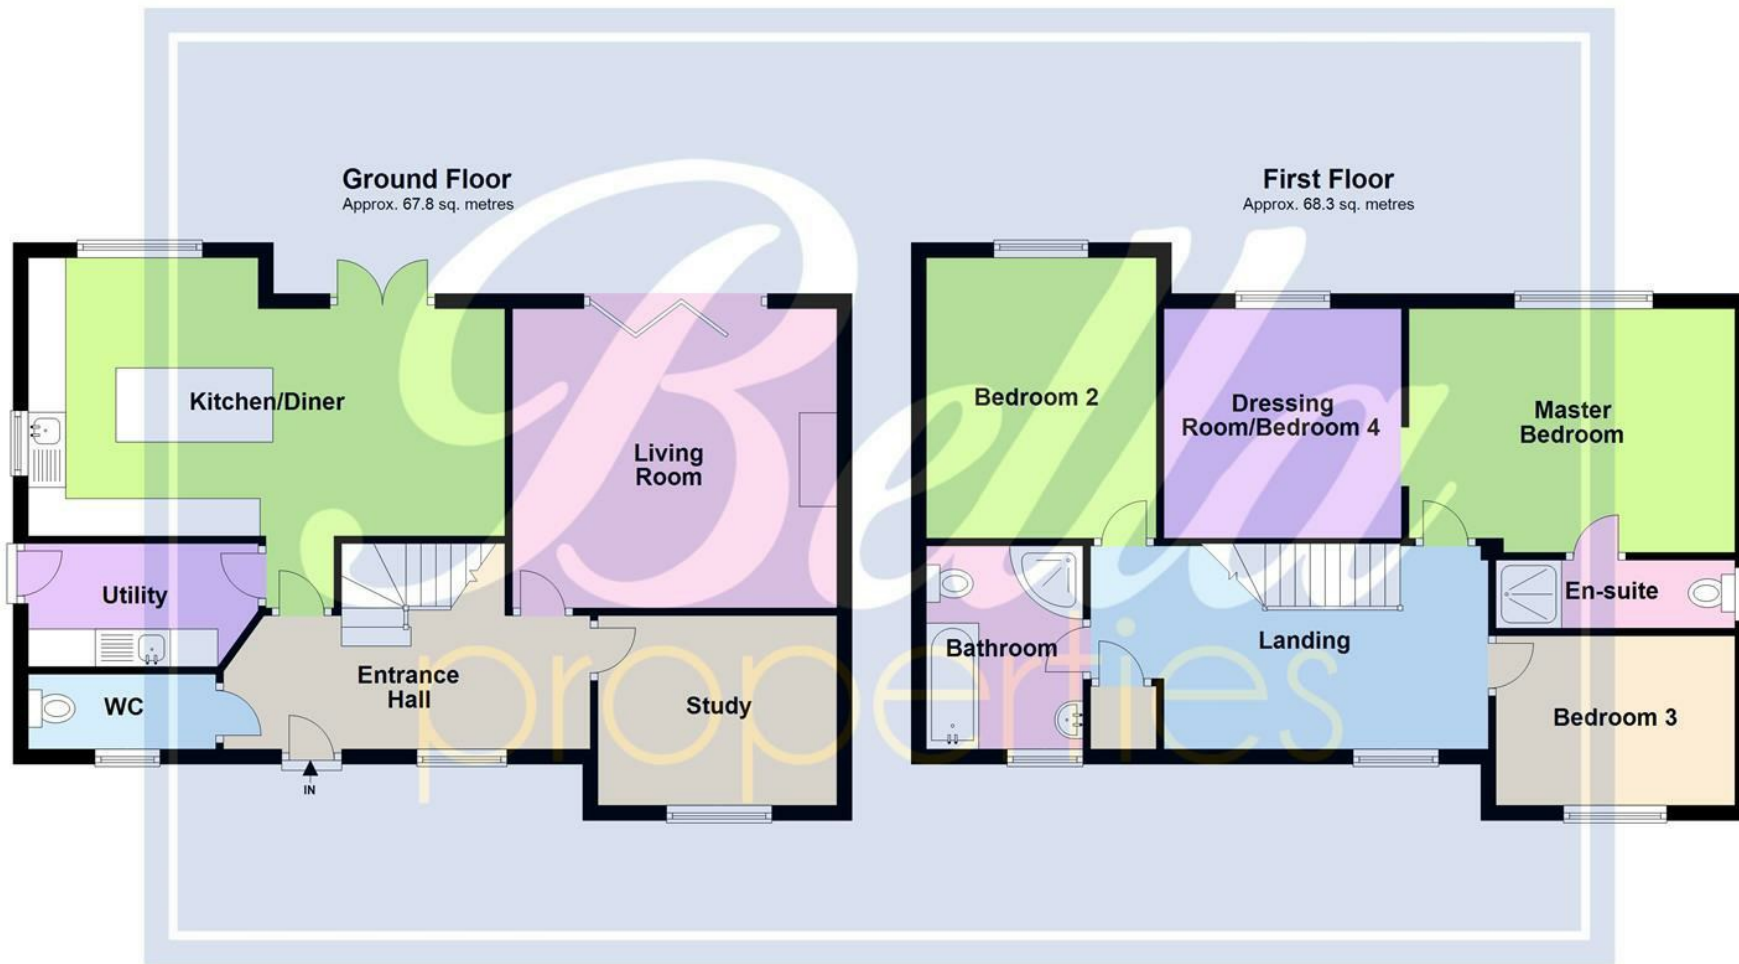 Ground Floor
Approx. 67.8 sq. metres
First Floor
Approx. 68.3 sq. metres
Kitchen/Diner
Living
Room
Utility
WC
Entrance
Hall
Study
IN
Bedroom 2
Dressing
Room/Bedroom 4
Master
Bedroom
En-suite
Bathroom
Landing
Bedroom 3
Bella
properties